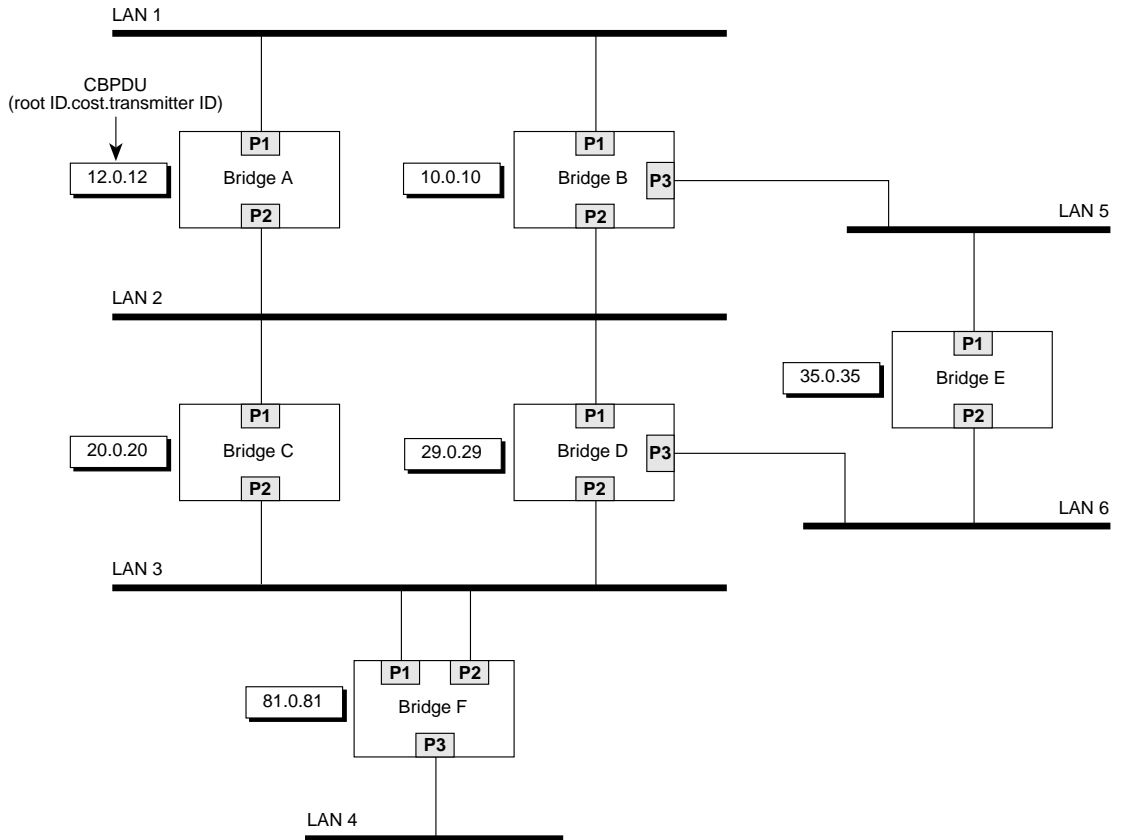 LAN 1
CBPDU
(root ID.cost.transmitter ID)
P1
P1
12.0.12
Bridge A
10.0.10
Bridge B
P3
P2
P2
LAN 5
LAN 2
P1
35.0.35
Bridge E
P2
P1
P1
20.0.20
Bridge C
29.0.29
Bridge D
P3
P2
P2
LAN 6
LAN 3
P1
P2
81.0.81
Bridge F
P3
LAN 4